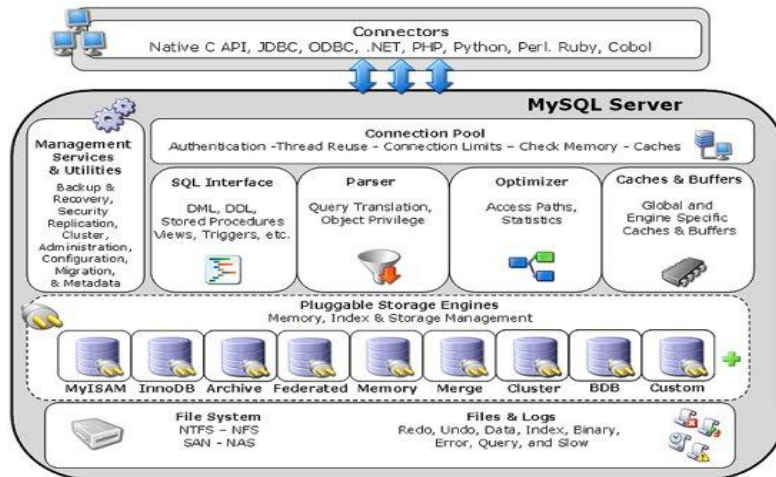 Connectors
Native C API, JDBC, ODBC, .NET, PHP, Python, Perl. Ruby, Cobol
MySQL Server
Management
Services
& Utilities
Backup &
Recovery,
Security
Replication,
Cluster,
Administration,
Configuration,
Migration,
& Metadata
Connection Pool
Authentication -Thread Reuse - Connection Limits – Check Memory - Caches
SQL Interface
DML, DDL,
Stored Procedures
Views, Triggers, etc.
Parser
Query Translation,
Object Privilege
Optimizer
Access Paths,
Statistics
Caches & Buffers
Global and
Engine Specific
Caches & Buffers
Pluggable Storage Engines
Memory, Index & Storage Management
MyISAM InnoDB Archive Federated Memory Merge Cluster BDB Custom
File System
NTFS – NFS
SAN - NAS
Files & Logs
Redo, Undo, Data, Index, Binary,
Error, Query, and Slow